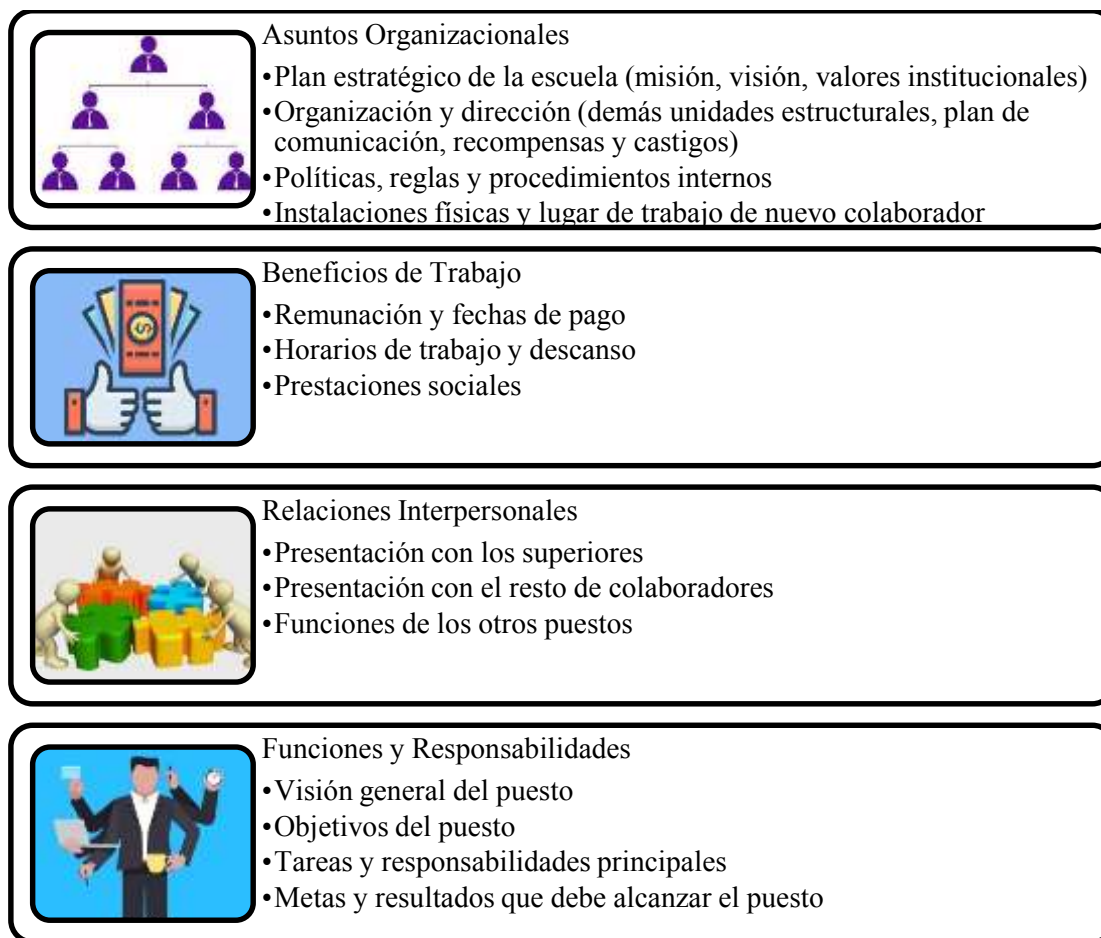 Asuntos Organizacionales
•Plan estratégico de la escuela (misión, visión, valores institucionales)
•Organización y dirección (demás unidades estructurales, plan de
comunicación, recompensas y castigos)
•Políticas, reglas y procedimientos internos
•Instalaciones físicas y lugar de trabajo de nuevo colaborador
Beneficios de Trabajo
•Remunación y fechas de pago
•Horarios de trabajo y descanso
•Prestaciones sociales
Relaciones Interpersonales
•Presentación con los superiores
•Presentación con el resto de colaboradores
•Funciones de los otros puestos
Funciones y Responsabilidades
•Visión general del puesto
•Objetivos del puesto
•Tareas y responsabilidades principales
•Metas y resultados que debe alcanzar el puesto